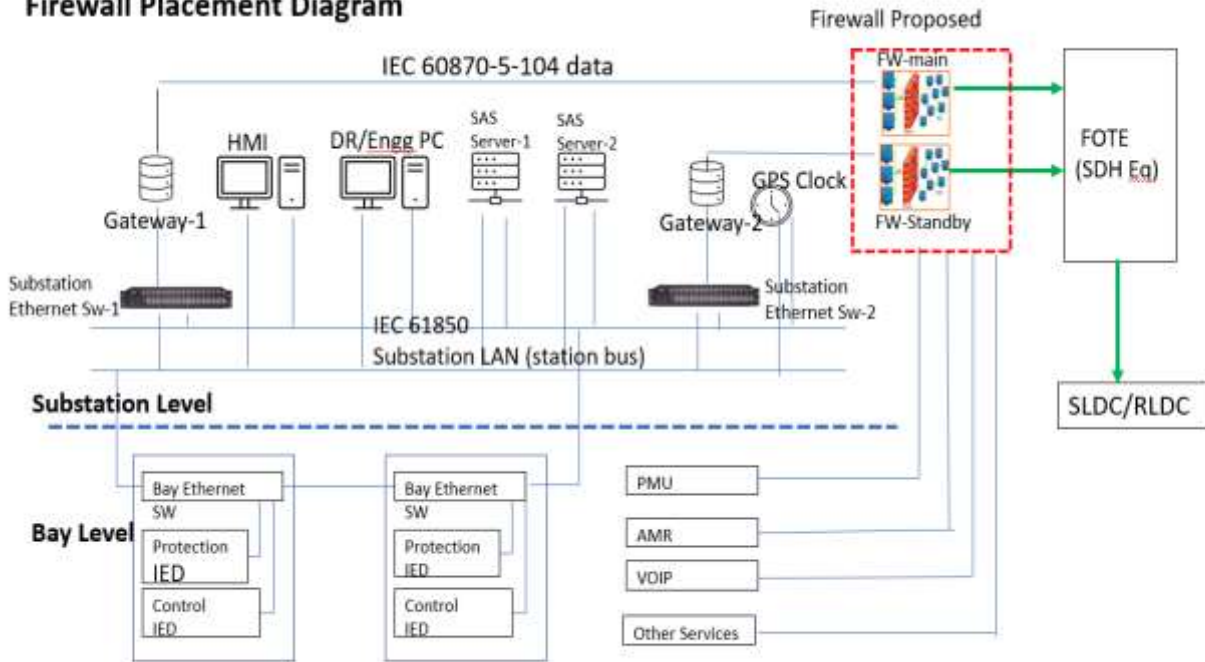 Firewall Placement Diagram
Firewall Proposed
IEC 60870-5-104 data
FW-main
FOTE
(SDH Eq)
HMI
DR/Engg PC
SAS
Server-1
SAS
Server-2
GPS Clock
Gateway-1
Gateway-2
FW-Standby
Substation
Ethernet Sw-1
Substation
Ethernet Sw-2
IEC 61850
Substation LAN (station bus)
SLDC/RLDC
Substation Level
Bay Level
Bay Ethernet
SW
Protection
IED
Control
IED
Bay Ethernet
SW
Protection
IED
Control
IED
PMU
AMR
VOIP
Other Services